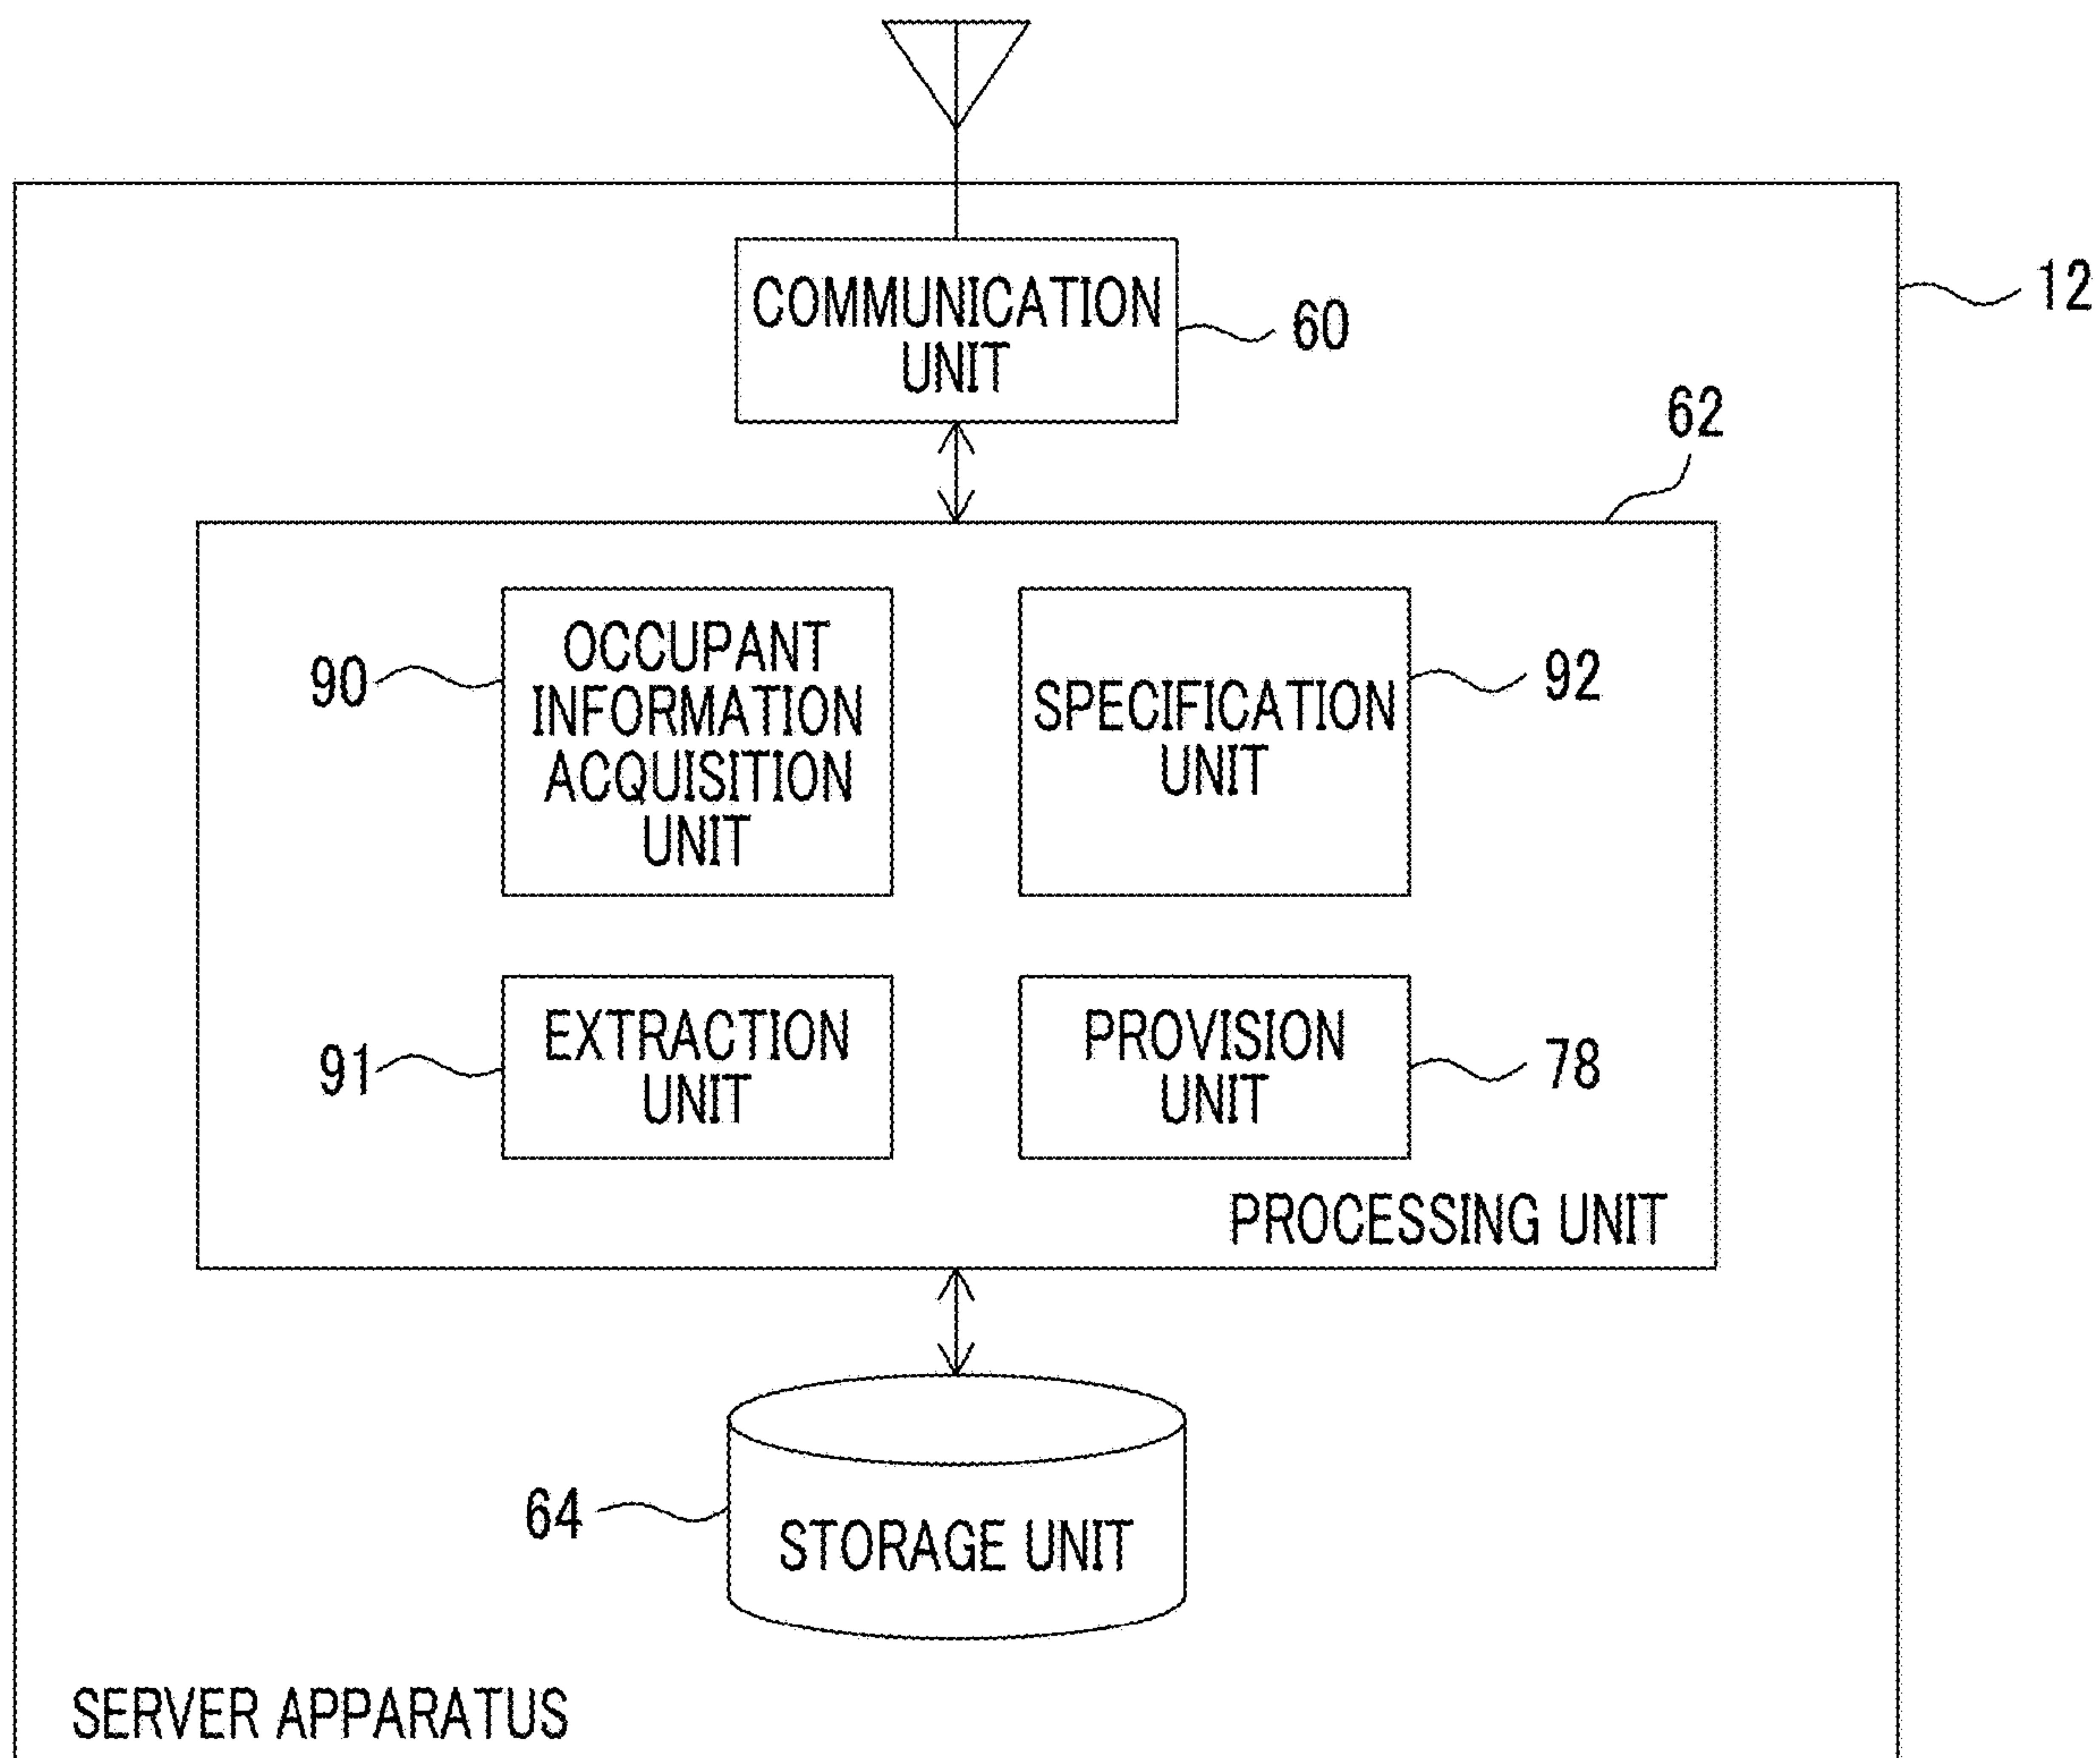 12
COMMUNICATION
UNIT
60
62
90
OCCUPANT
INFORMATION
ACQUISITION
UNIT
SPECIFICATION
UNIT
92
91
EXTRACTION
UNIT
PROVISION
UNIT
78
PROCESSING UNIT
64
STORAGE UNIT
SERVER APPARATUS